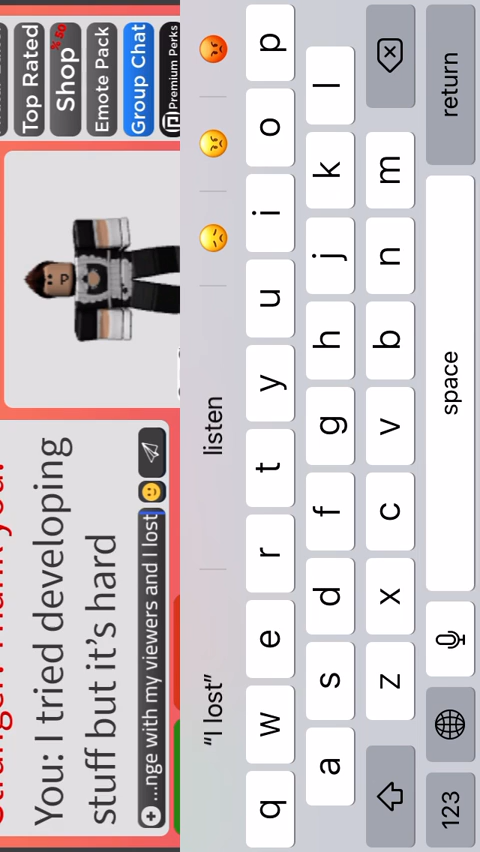 Top Rated
Shop
% 50
Emote Pack
Group Chat
Premium Perks
You: I tried developing
stuff but it's hard
...nge with my viewers and I lost
"I lost"
listen
q w e r t y u i o p
a s d f g h j k l
z x c v b n m
123
space
return